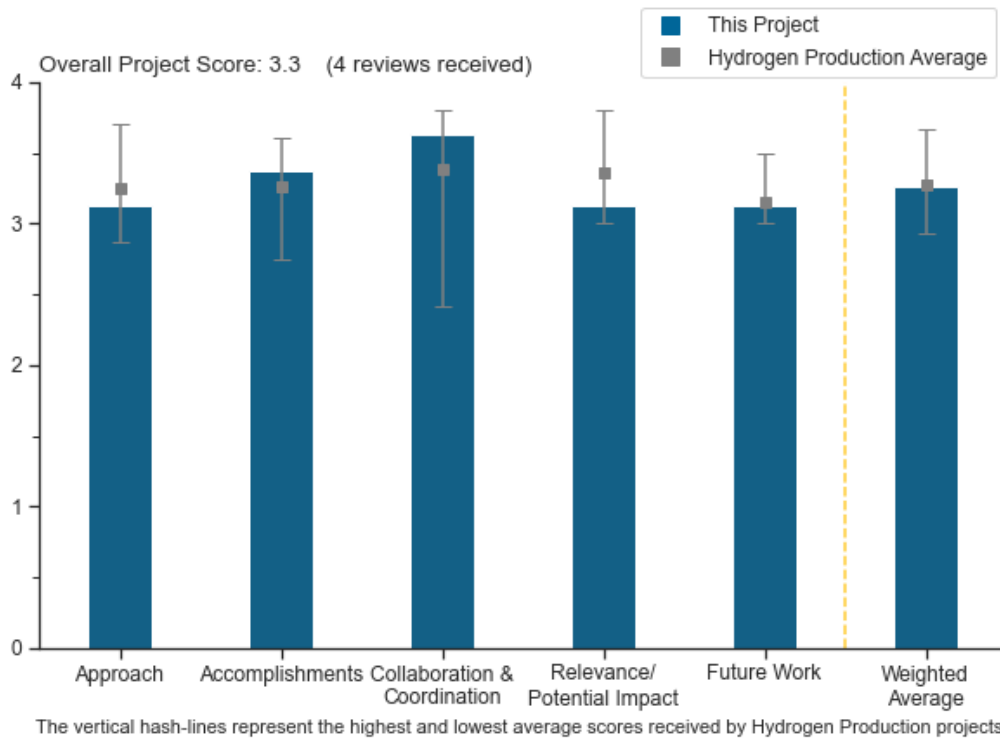 This Project
Hydrogen Production Average
Overall Project Score: 3.3 (4 reviews received)
4
3
2
1
0
Approach
Accomplishments
Collaboration &
Coordination
Relevance/
Potential Impact
Future Work
Weighted
Average
The vertical hash-lines represent the highest and lowest average scores received by Hydrogen Production projects